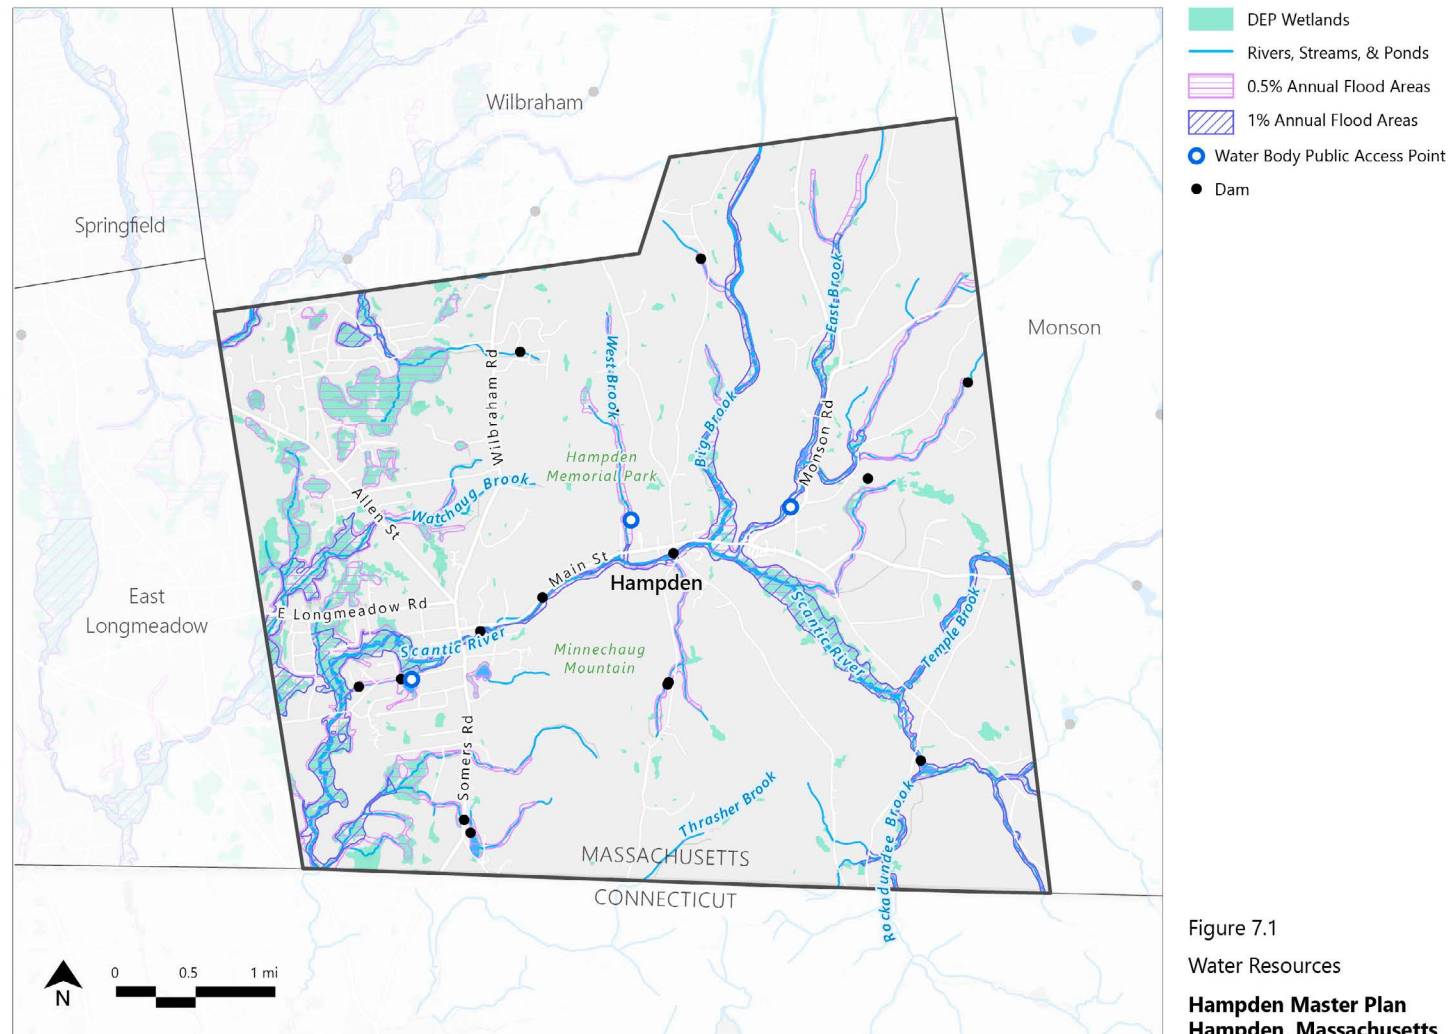 DEP Wetlands
Rivers, Streams, & Ponds
0.5% Annual Flood Areas
1% Annual Flood Areas
Water Body Public Access Point
Dam
Wilbraham
Springfield
Monson
East Brook
West Brook
Wilbraham Rd
Big Brook
Monson Rd
Hampden
Memorial Park
Watchaug Brook
Allen St
Main St
Hampden
East
Longmeadow
E Longmeadow Rd
Scantic River
Scantic River
Temple Brook
Minnechaug
Mountain
Somers Rd
Thrasher Brook
Rockadundee Brook
MASSACHUSETTS
CONNECTICUT
0 0.5 1 mi
N
Figure 7.1
Water Resources
Hampden Master Plan
Hampden, Massachusetts